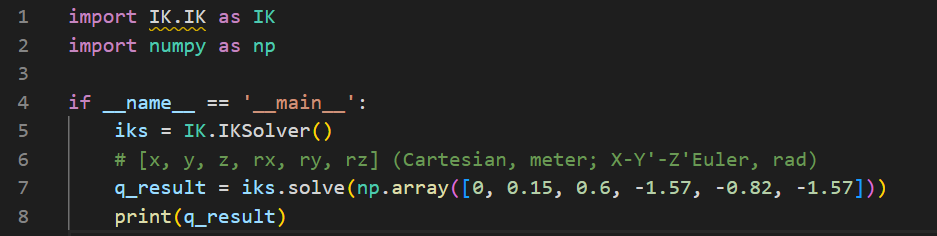 1 import IK.IK as IK
2 import numpy as np
3
4 if __name__ == '__main__':
5     iks = IK.IKSolver()
6     # [x, y, z, rx, ry, rz] (Cartesian, meter; X-Y'-Z'Euler, rad)
7     q_result = iks.solve(np.array([0, 0.15, 0.6, -1.57, -0.82, -1.57]))
8     print(q_result)